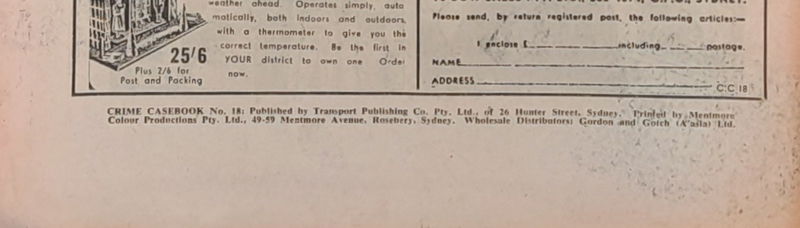 weather ahead. Operates simply, auto
matically, both indoors and outdoors,
with a thermometer to give you the
correct temperature. Be the first in
YOUR district to own one Order
now.
25/6
Plus 2/6 for
Post and Packing
SYDNEY.
Please send, by return registered post, the following articles:—
I enclose £ including postage.
NAME
ADDRESS
C.C 18
CRIME CASEBOOK No. 18: Published by Transport Publishing Co. Pty. Ltd., of 26 Hunter Street, Sydney. Printed by Mentmore
Colour Productions Pty. Ltd., 49-59 Mentmore Avenue, Rosebery, Sydney. Wholesale Distributors: Gordon and Gotch (A'asia) Ltd.